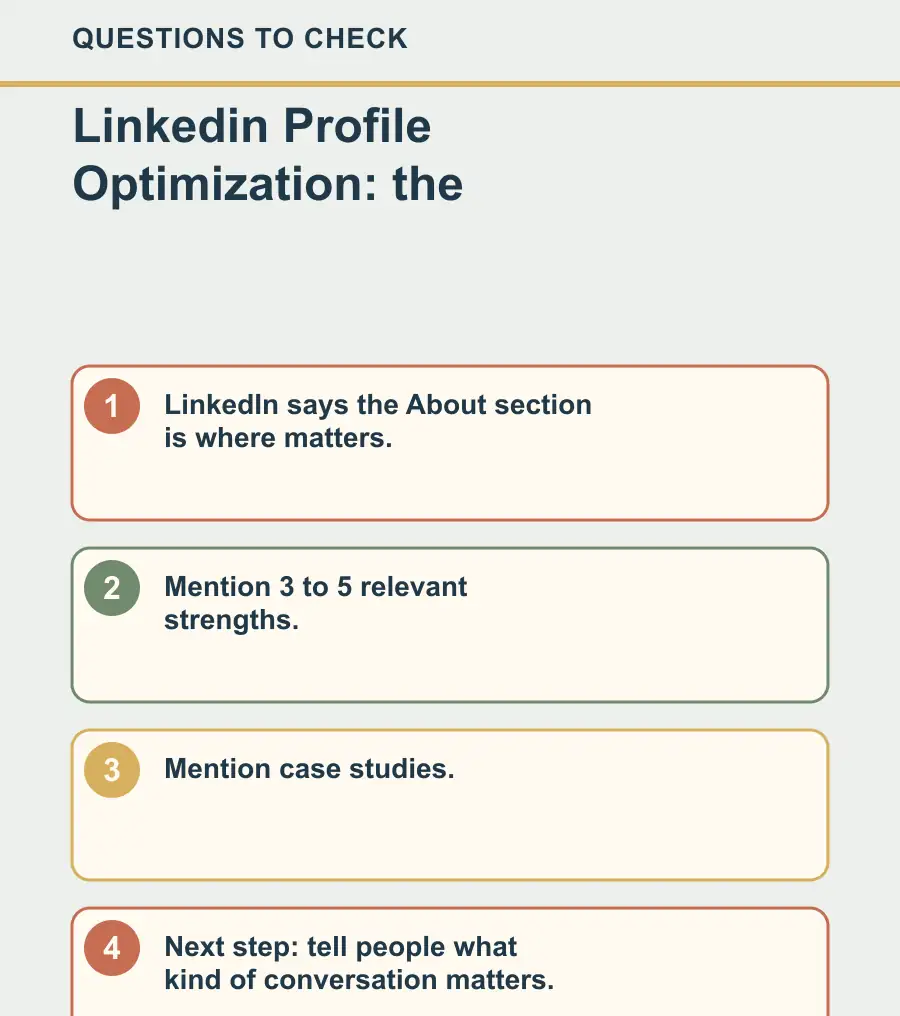 QUESTIONS TO CHECK
Linkedin Profile
Optimization: the
1
LinkedIn says the About section
is where matters.
2
Mention 3 to 5 relevant
strengths.
3
Mention case studies.
4
Next step: tell people what
kind of conversation matters.